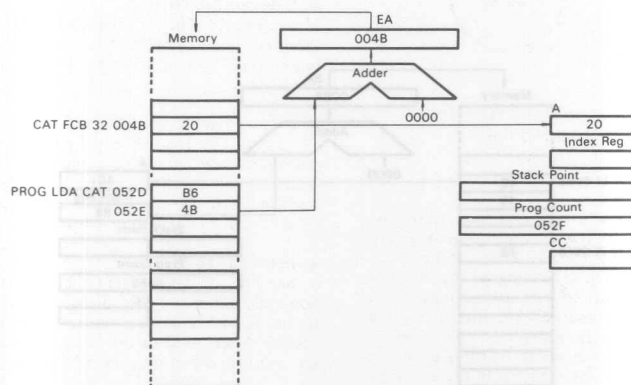 EA
Memory
004B
Adder
0000
CAT FCB 32 004B
20
A
20
Index Reg
Stack Point
PROG LDA CAT 052D
B6
052E
4B
Prog Count
052F
CC